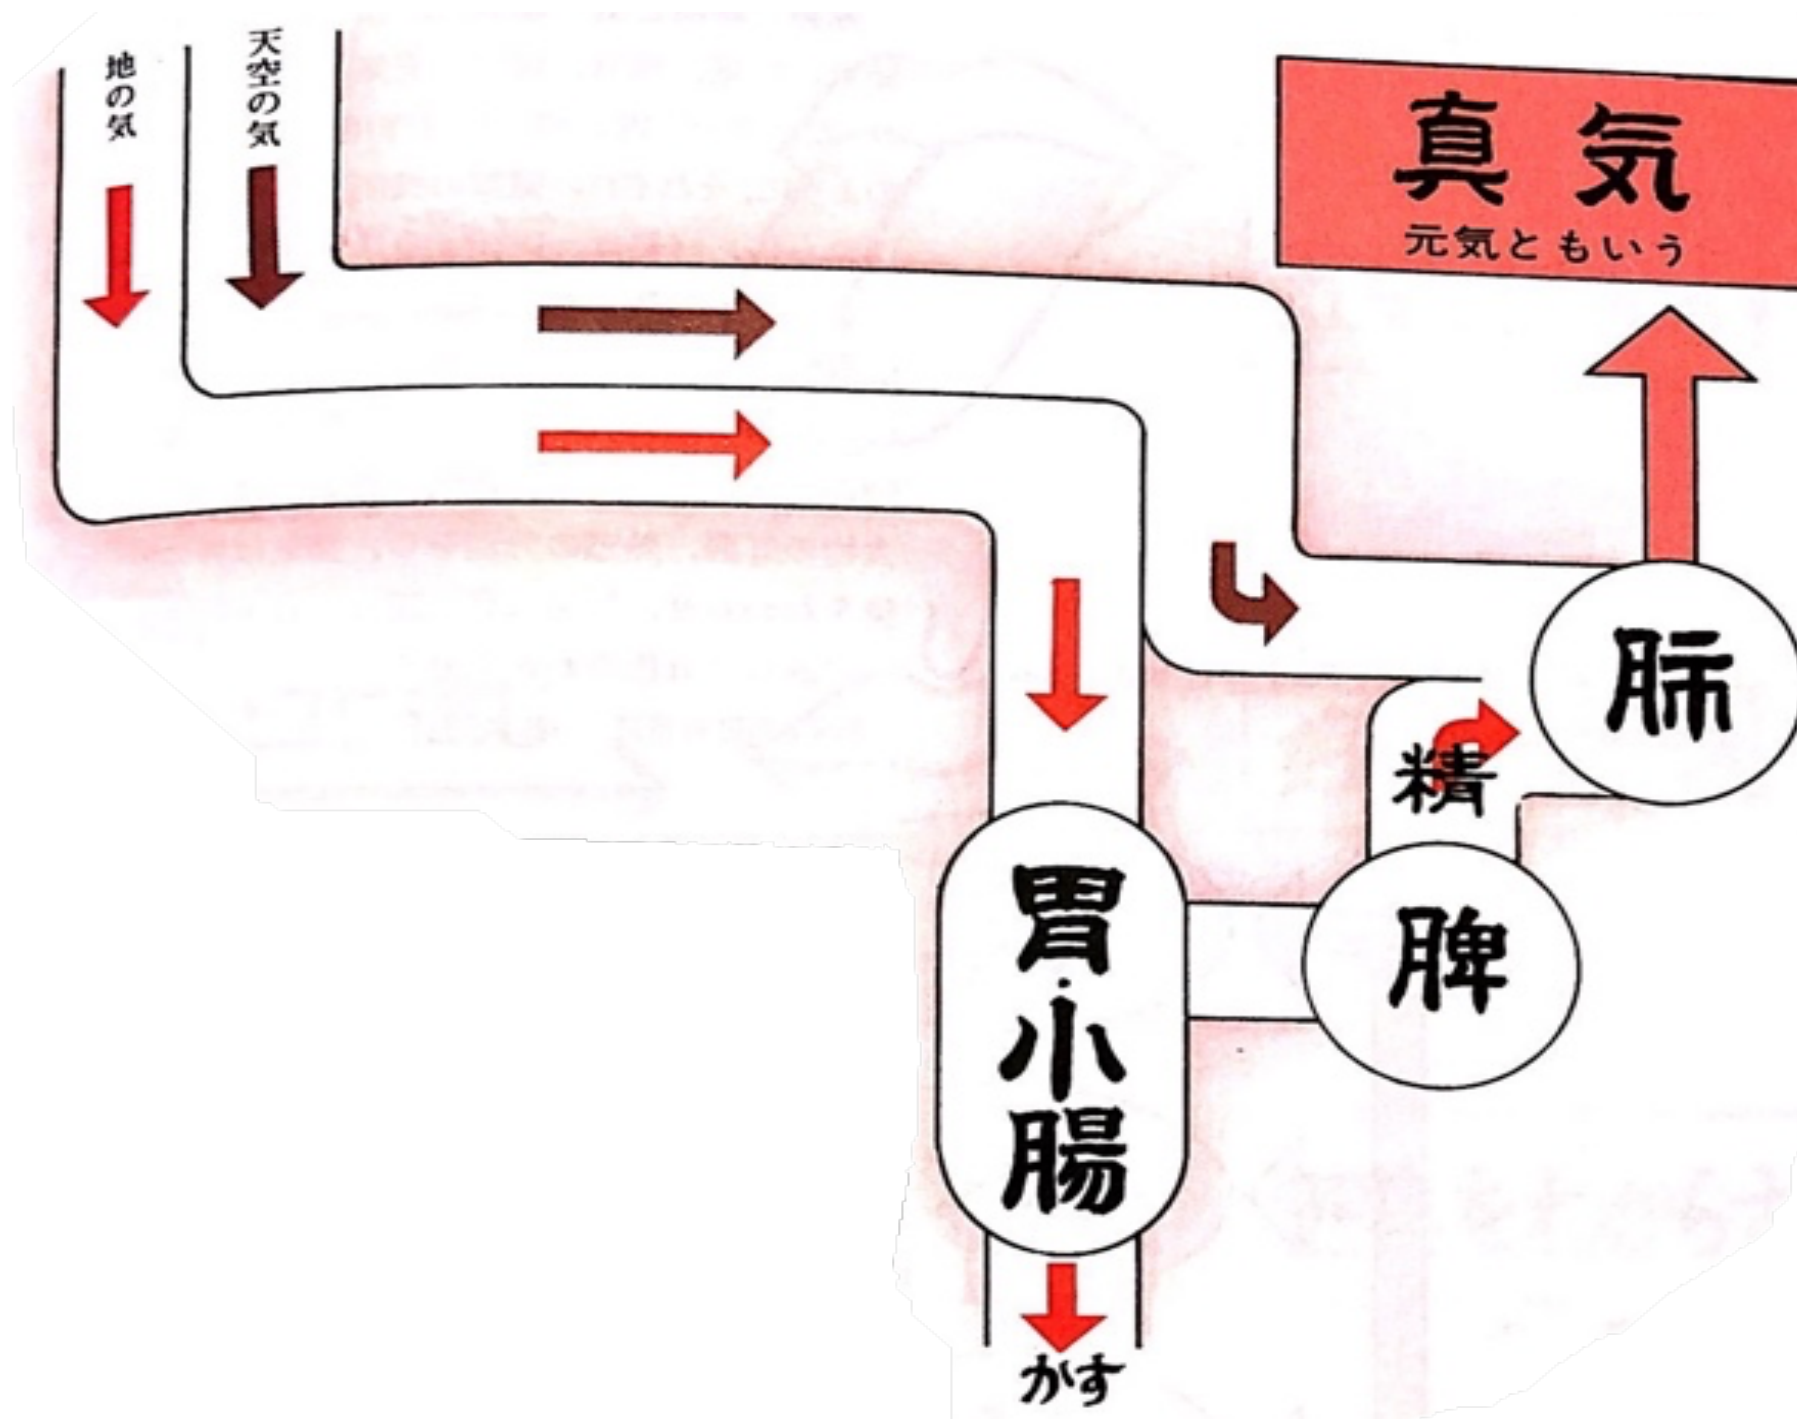 地の気
天空の気
真気
元気ともいう
肺
精
脾
胃・小腸
かす